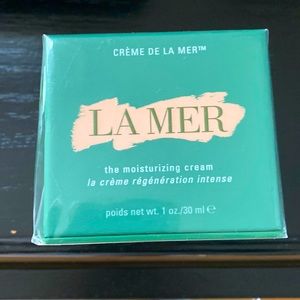 CRÈME DE LA MER™
LA MER
the moisturizing cream
la crème régénération intense
poids net wt. 1 oz./30 ml ℮